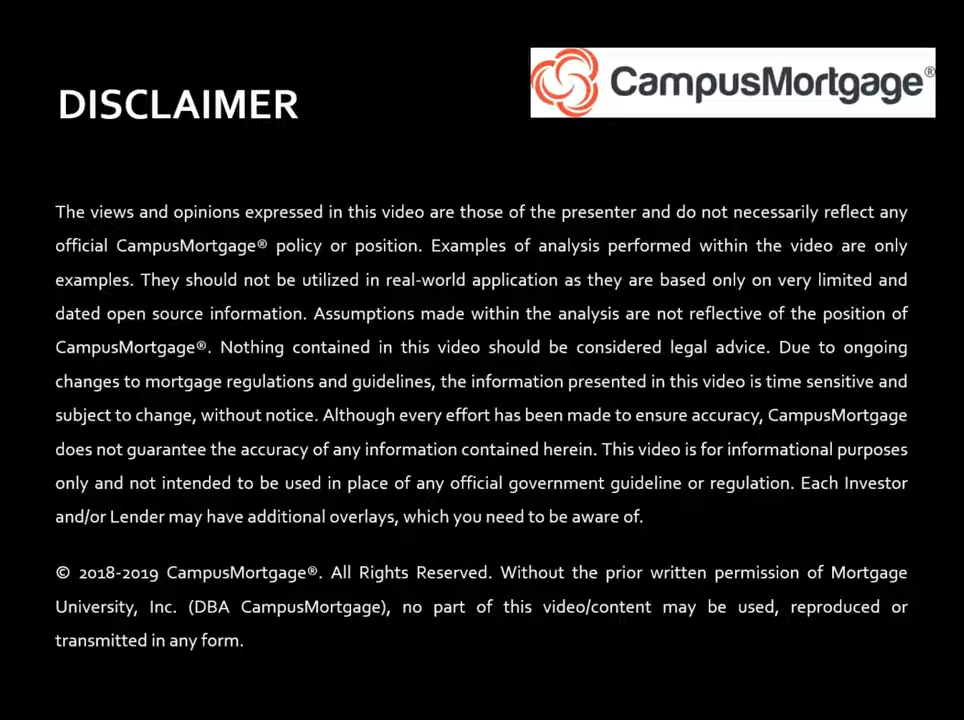 CampusMortgage®
DISCLAIMER
The views and opinions expressed in this video are those of the presenter and do not necessarily reflect any
official CampusMortgage® policy or position. Examples of analysis performed within the video are only
examples. They should not be utilized in real-world application as they are based only on very limited and
dated open source information. Assumptions made within the analysis are not reflective of the position of
CampusMortgage®. Nothing contained in this video should be considered legal advice. Due to ongoing
changes to mortgage regulations and guidelines, the information presented in this video is time sensitive and
subject to change, without notice. Although every effort has been made to ensure accuracy, CampusMortgage
does not guarantee the accuracy of any information contained herein. This video is for informational purposes
only and not intended to be used in place of any official government guideline or regulation. Each Investor
and/or Lender may have additional overlays, which you need to be aware of.
© 2018-2019 CampusMortgage®. All Rights Reserved. Without the prior written permission of Mortgage
University, Inc. (DBA CampusMortgage), no part of this video/content may be used, reproduced or
transmitted in any form.